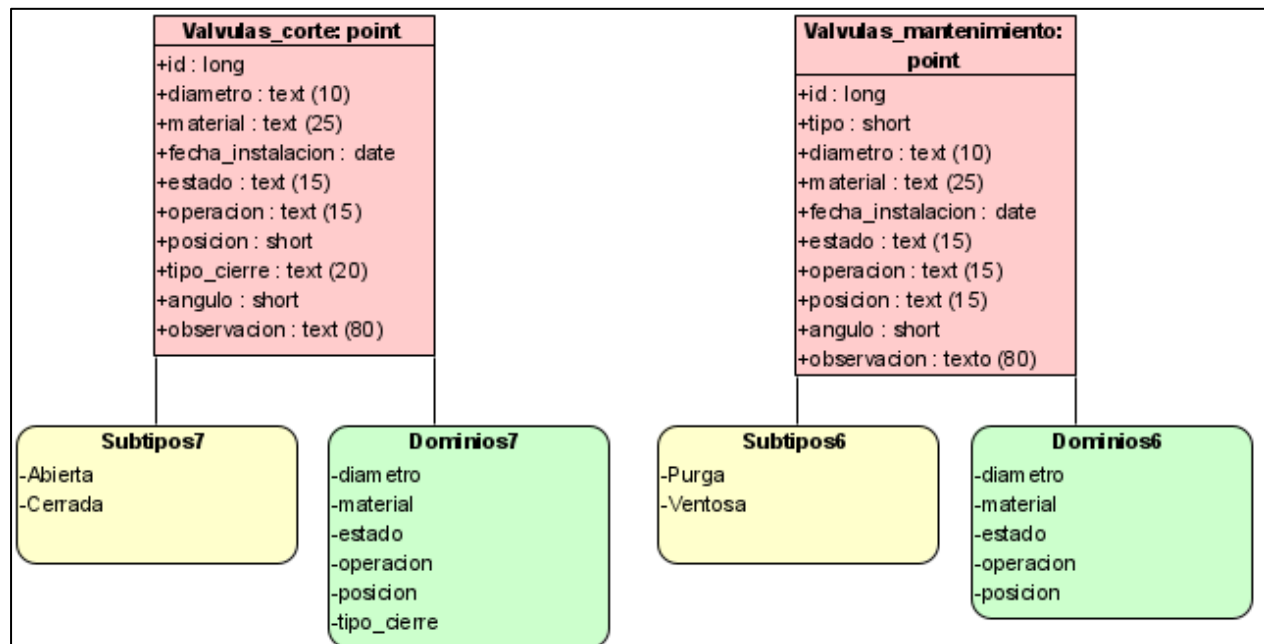 Valvulas_corte: point
+id : long
+diametro : text (10)
+material : text (25)
+fecha_instalacion : date
+estado : text (15)
+operacion : text (15)
+posicion : short
+tipo_cierre : text (20)
+angulo : short
+observacion : text (80)
Subtipos7
-Abierta
-Cerrada
Dominios7
-diametro
-material
-estado
-operacion
-posicion
-tipo_cierre
Valvulas_mantenimiento:
point
+id : long
+tipo : short
+diametro : text (10)
+material : text (25)
+fecha_instalacion : date
+estado : text (15)
+operacion : text (15)
+posicion : text (15)
+angulo : short
+observacion : texto (80)
Subtipos6
-Purga
-Ventosa
Dominios6
-diametro
-material
-estado
-operacion
-posicion